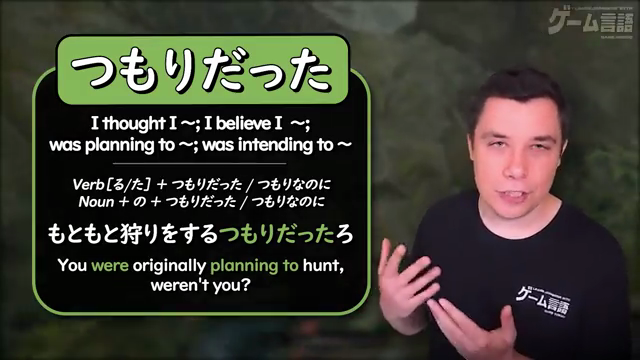 つもりだった
I thought I ～; I believe I ～;
was planning to ～; was intending to ～
Verb[る/た] + つもりだった / つもりなのに
Noun + の + つもりだった / つもりなのに
もともと狩りをするつもりだったろ
You were originally planning to hunt,
weren't you?
ゲーム言語
ゲーム言語